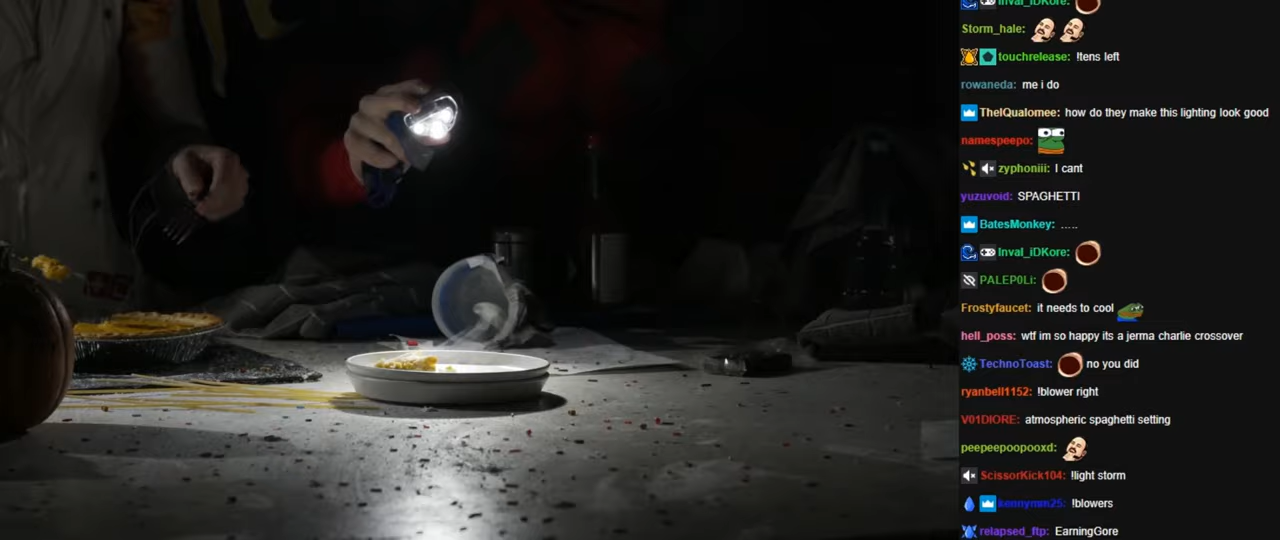 Inval_iDKore:
Storm_hale:
touchrelease: !tens left
rowaneda: me i do
TheIQualomee: how do they make this lighting look good
namespeepo:
zyphoniii: I cant
yuzuvoid: SPAGHETTI
BatesMonkey: .....
Inval_iDKore:
PALEP0Li:
Frostyfaucet: it needs to cool
hell_poss: wtf im so happy its a jerma charlie crossover
TechnoToast: no you did
ryanbell1152: !blower right
V01DIORE: atmospheric spaghetti setting
peepeepoopooxd:
ScissorKick104: !light storm
kennymm25: !blowers
relapsed_ftp: EarningGore